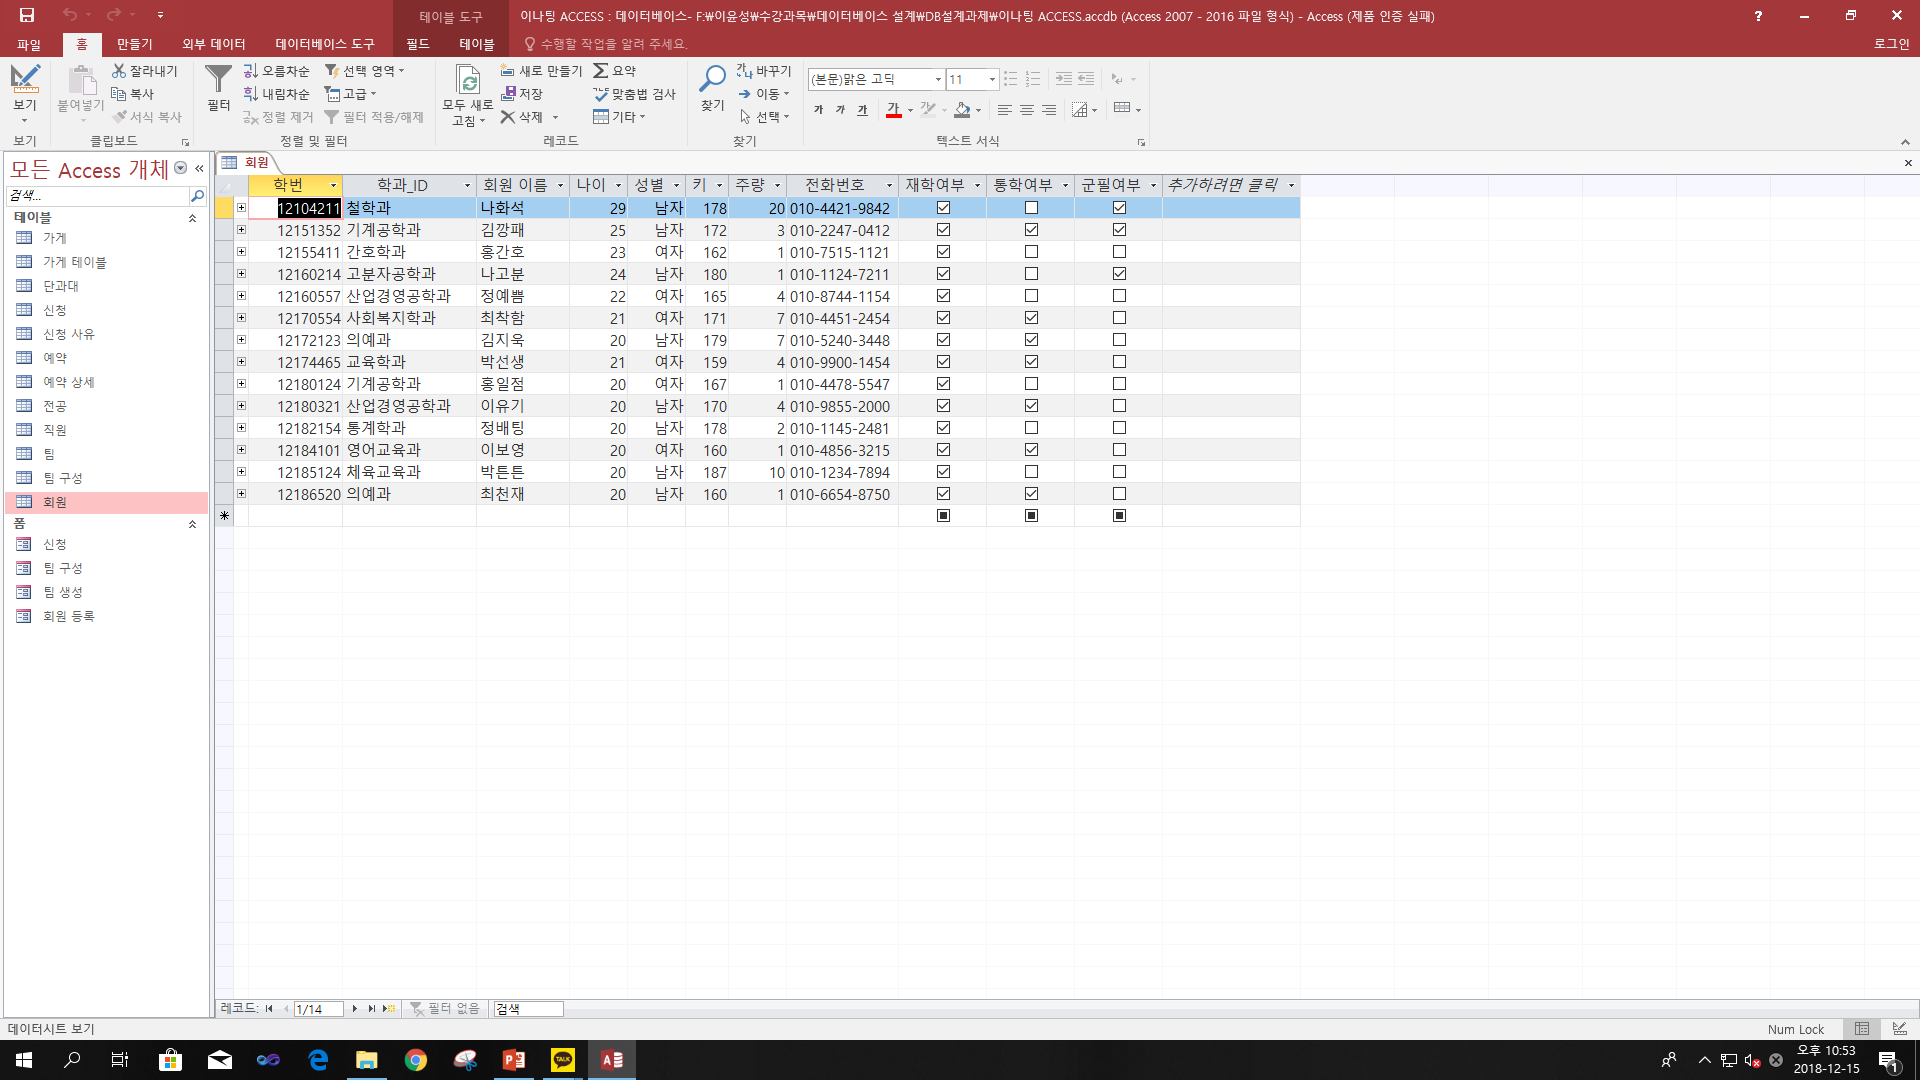 테이블 도구
이나팅 ACCESS : 데이터베이스- F:₩이윤성₩수강과목₩데이터베이스 설계₩DB설계과제₩이나팅 ACCESS.accdb (Access 2007 - 2016 파일 형식) - Access (제품 인증 실패)
파일 홈 만들기 외부 데이터 데이터베이스 도구 필드 테이블 수행할 작업을 알려 주세요. 로그인
보기 붙여넣기 잘라내기 복사 서식 복사
필터 오름차순 내림차순 정렬 제거 선택 영역 고급 필터 적용/해제
모두 새로 고침 새로 만들기 저장 삭제 요약 맞춤법 검사 기타
찾기 바꾸기 이동 선택
(본문)맑은 고딕 11
가 가 가 가
보기 클립보드 정렬 및 필터 레코드 찾기 텍스트 서식
모든 Access 개체
검색...
테이블
가게
가게 테이블
단과대
신청
신청 사유
예약
예약 상세
전공
직원
팀
팀 구성
회원
폼
신청
팀 구성
팀 생성
회원 등록
회원
학번 학과_ID 회원 이름 나이 성별 키 주량 전화번호 재학여부 통학여부 군필여부 추가하려면 클릭
12104211 철학과 나화석 29 남자 178 20 010-4421-9842
12151352 기계공학과 김깡패 25 남자 172 3 010-2247-0412
12155411 간호학과 홍간호 23 여자 162 1 010-7515-1121
12160214 고분자공학과 나고분 24 남자 180 1 010-1124-7211
12160557 산업경영공학과 정예쁨 22 여자 165 4 010-8744-1154
12170554 사회복지학과 최착함 21 여자 171 7 010-4451-2454
12172123 의예과 김지욱 20 남자 179 7 010-5240-3448
12174465 교육학과 박선생 21 여자 159 4 010-9900-1454
12180124 기계공학과 홍일점 20 여자 167 1 010-4478-5547
12180321 산업경영공학과 이유기 20 남자 170 4 010-9855-2000
12182154 통계학과 정배팅 20 남자 178 2 010-1145-2481
12184101 영어교육과 이보영 20 여자 160 1 010-4856-3215
12185124 체육교육과 박튼튼 20 남자 187 10 010-1234-7894
12186520 의예과 최천재 20 남자 160 1 010-6654-8750
레코드: 1/14 필터 없음 검색
데이터시트 보기
Num Lock
오후 10:53
2018-12-15
1
TALK